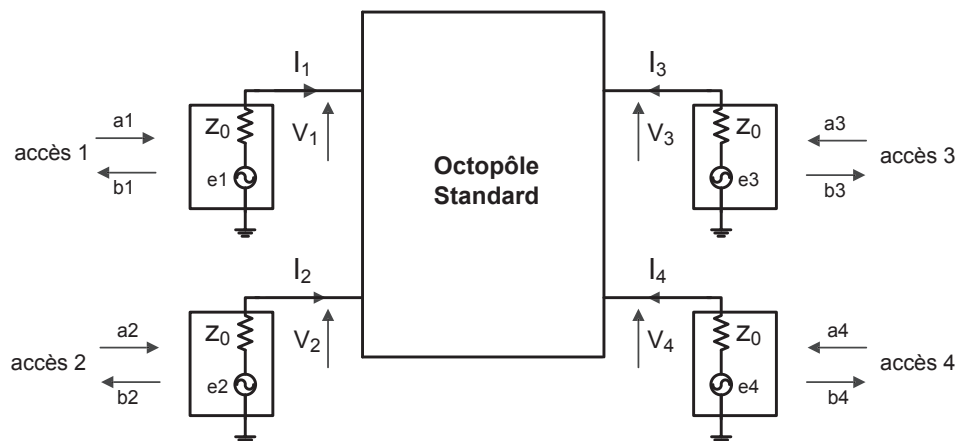 I1
I3
a1
Z0
V1
V3
Z0
a3
accès 1
Octopôle
Standard
accès 3
b1
e1
e3
b3
I2
I4
a2
Z0
V2
V4
Z0
a4
accès 2
accès 4
b2
e2
e4
b4